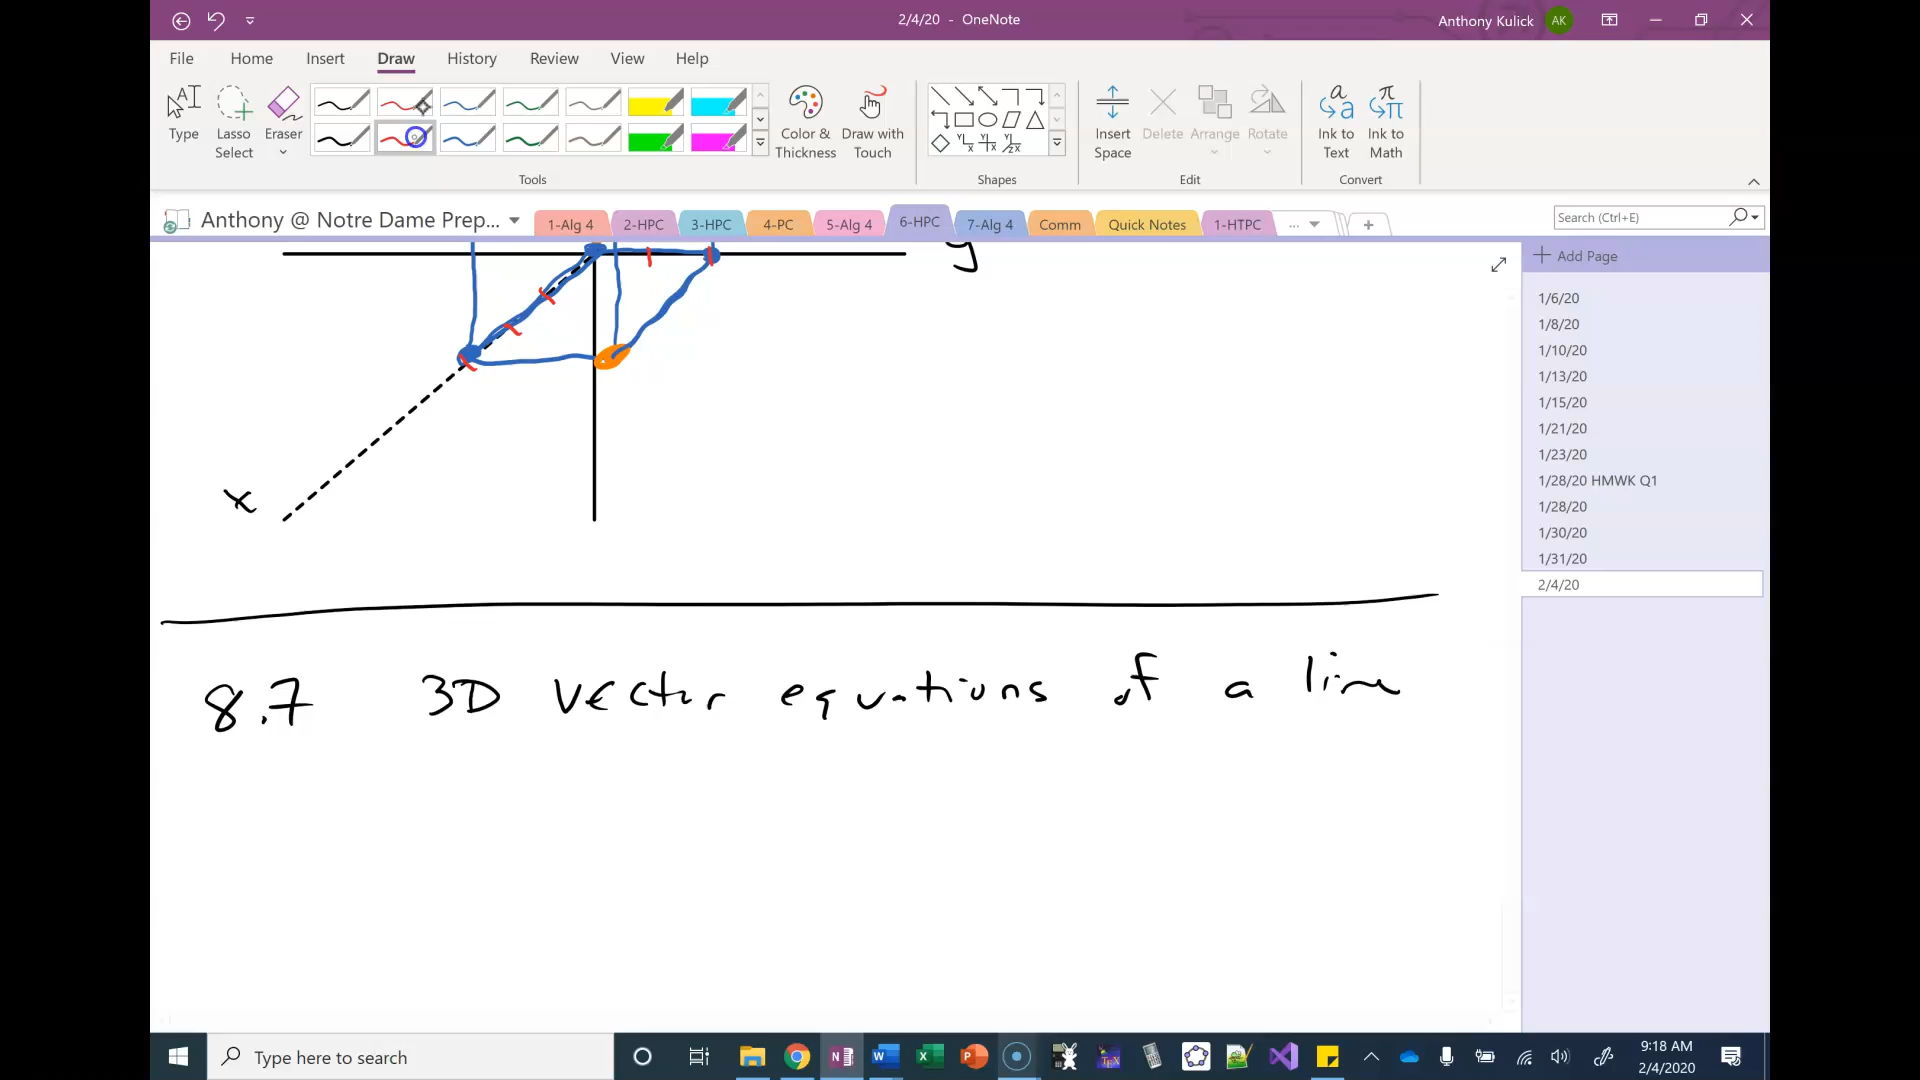 2/4/20 - OneNote
Anthony Kulick
AK
File Home Insert Draw History Review View Help
Type
Lasso Select
Eraser
Color & Thickness
Draw with Touch
Insert Space
Delete
Arrange
Rotate
Ink to Text
Ink to Math
Tools
Shapes
Edit
Convert
Anthony @ Notre Dame Prep...
1-Alg 4 2-HPC 3-HPC 4-PC 5-Alg 4 6-HPC 7-Alg 4 Comm Quick Notes 1-HTPC ...
Search (Ctrl+E)
Add Page
1/6/20
1/8/20
1/10/20
1/13/20
1/15/20
1/21/20
1/23/20
1/28/20 HMWK Q1
1/28/20
1/30/20
1/31/20
2/4/20
y
x
8.7 3D vector equations of a line
Type here to search
9:18 AM
2/4/2020